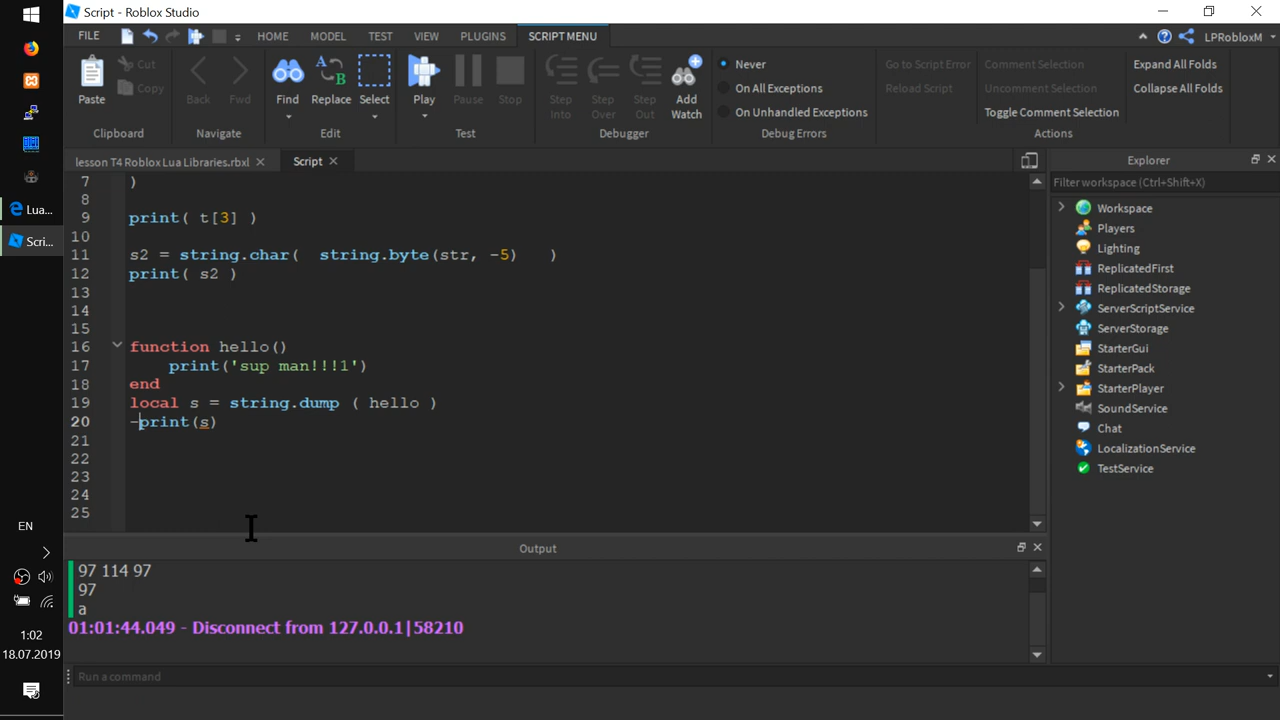 Script - Roblox Studio
FILE HOME MODEL TEST VIEW PLUGINS SCRIPT MENU LPRobloxM
Paste Cut Copy Back Fwd Find Replace Select Play Pause Stop Step Into Step Over Step Out Add Watch
Never
On All Exceptions
On Unhandled Exceptions
Go to Script Error
Reload Script
Comment Selection
Uncomment Selection
Toggle Comment Selection
Expand All Folds
Collapse All Folds
Clipboard Navigate Edit Test Debugger Debug Errors Actions
lesson T4 Roblox Lua Libraries.rbxl Script
7 )
8
9 print( t[3] )
10
11 s2 = string.char(  string.byte(str, -5)   )
12 print( s2 )
13
14
15
16 function hello()
17     print('sup man!!!1')
18 end
19 local s = string.dump ( hello )
20 -print(s)
21
22
23
24
25
Explorer
Filter workspace (Ctrl+Shift+X)
Workspace
Players
Lighting
ReplicatedFirst
ReplicatedStorage
ServerScriptService
ServerStorage
StarterGui
StarterPack
StarterPlayer
SoundService
Chat
LocalizationService
TestService
Output
97 114 97
97
a
01:01:44.049 - Disconnect from 127.0.0.1|58210
Run a command
Lua...
Scri...
EN
1:02
18.07.2019